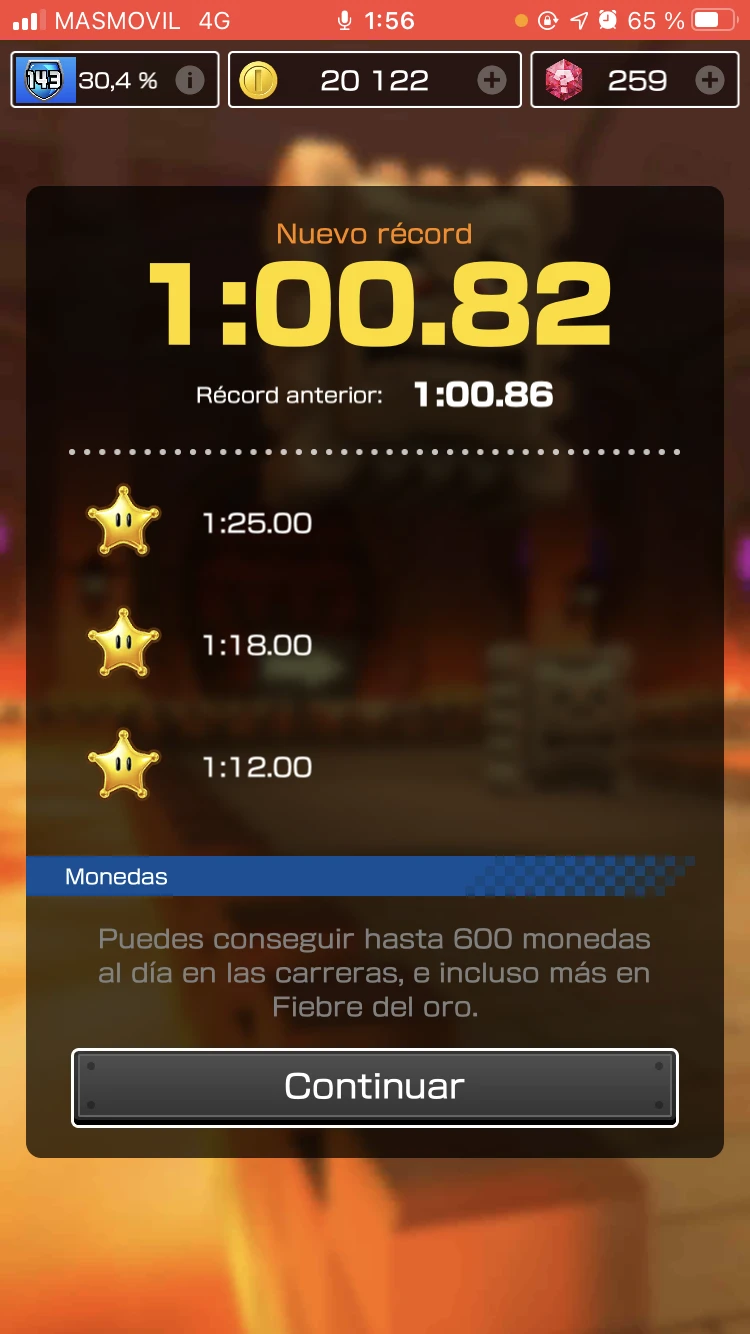 MASMOVIL 4G 1:56 65 %
143 30,4 % i 20 122 + ? 259 +
Nuevo récord
1:00.82
Récord anterior: 1:00.86
1:25.00
1:18.00
1:12.00
Monedas
Puedes conseguir hasta 600 monedas
al día en las carreras, e incluso más en
Fiebre del oro.
Continuar